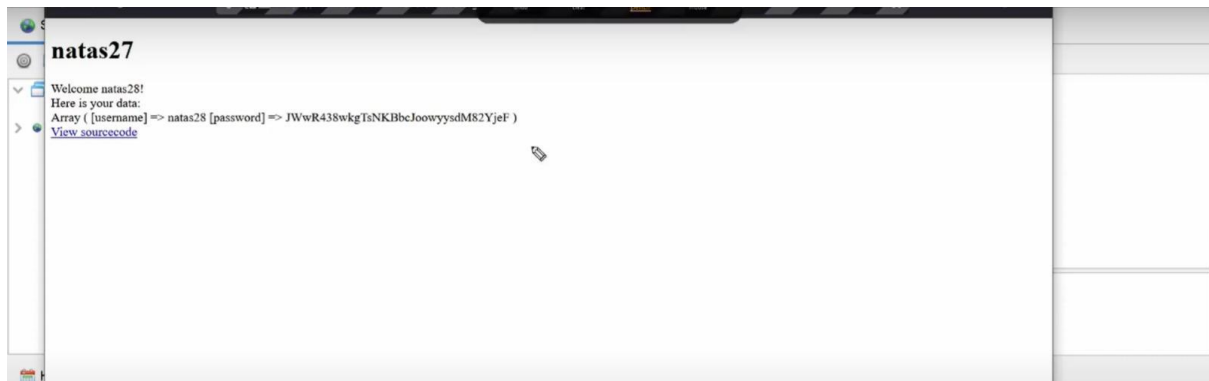 natas27
Welcome natas28!
Here is your data:
Array ( [username] => natas28 [password] => JWwR438wkgTsNKBbcJoowyysdM82YjeF )
View sourcecode